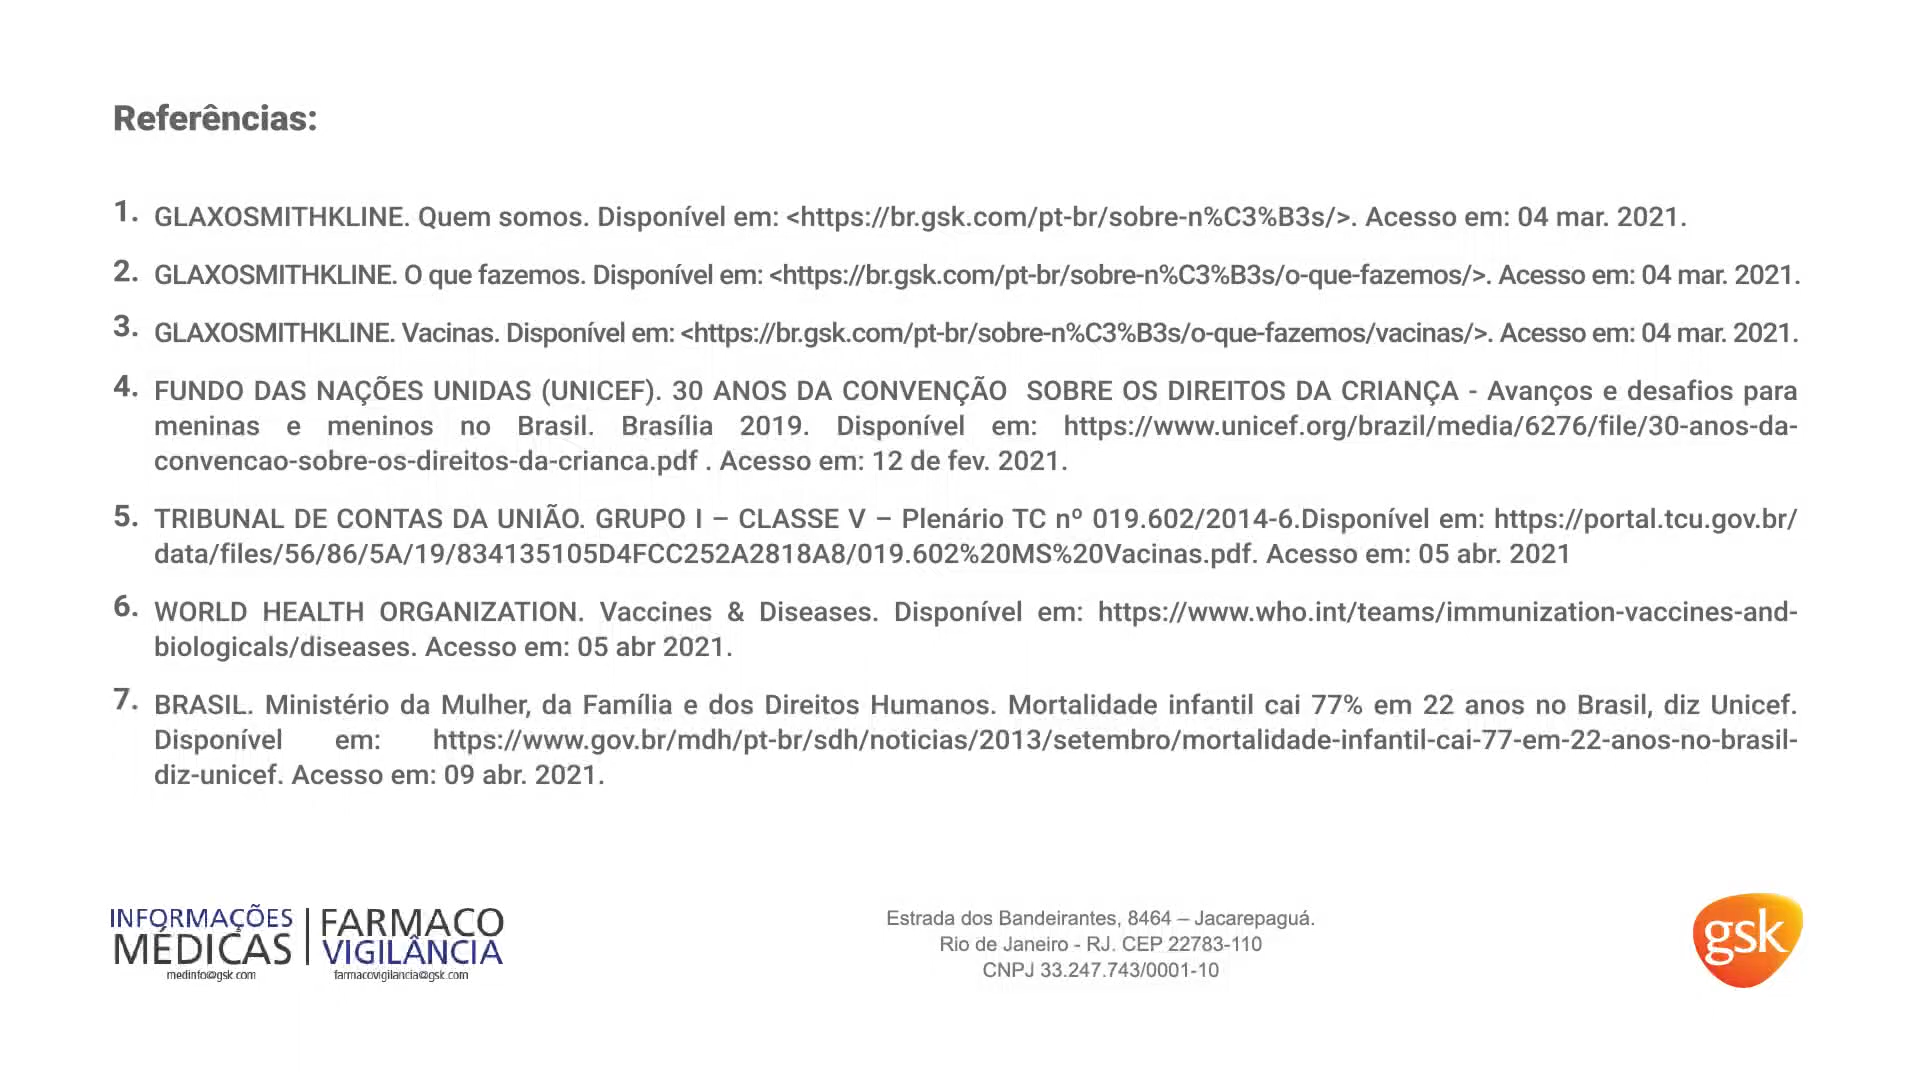 Referências:
1. GLAXOSMITHKLINE. Quem somos. Disponível em: <https://br.gsk.com/pt-br/sobre-n%C3%B3s/>. Acesso em: 04 mar. 2021.
2. GLAXOSMITHKLINE. O que fazemos. Disponível em: <https://br.gsk.com/pt-br/sobre-n%C3%B3s/o-que-fazemos/>. Acesso em: 04 mar. 2021.
3. GLAXOSMITHKLINE. Vacinas. Disponível em: <https://br.gsk.com/pt-br/sobre-n%C3%B3s/o-que-fazemos/vacinas/>. Acesso em: 04 mar. 2021.
4. FUNDO DAS NAÇÕES UNIDAS (UNICEF). 30 ANOS DA CONVENÇÃO SOBRE OS DIREITOS DA CRIANÇA - Avanços e desafios para
meninas e meninos no Brasil. Brasília 2019. Disponível em: https://www.unicef.org/brazil/media/6276/file/30-anos-da-
convencao-sobre-os-direitos-da-crianca.pdf . Acesso em: 12 de fev. 2021.
5. TRIBUNAL DE CONTAS DA UNIÃO. GRUPO I – CLASSE V – Plenário TC nº 019.602/2014-6.Disponível em: https://portal.tcu.gov.br/
data/files/56/86/5A/19/834135105D4FCC252A2818A8/019.602%20MS%20Vacinas.pdf. Acesso em: 05 abr. 2021
6. WORLD HEALTH ORGANIZATION. Vaccines & Diseases. Disponível em: https://www.who.int/teams/immunization-vaccines-and-
biologicals/diseases. Acesso em: 05 abr 2021.
7. BRASIL. Ministério da Mulher, da Família e dos Direitos Humanos. Mortalidade infantil cai 77% em 22 anos no Brasil, diz Unicef.
Disponível em: https://www.gov.br/mdh/pt-br/sdh/noticias/2013/setembro/mortalidade-infantil-cai-77-em-22-anos-no-brasil-
diz-unicef. Acesso em: 09 abr. 2021.
INFORMAÇÕES
MÉDICAS
medinfo@gsk.com
FARMACO
VIGILÂNCIA
farmacovigilancia@gsk.com
Estrada dos Bandeirantes, 8464 – Jacarepaguá.
Rio de Janeiro - RJ. CEP 22783-110
CNPJ 33.247.743/0001-10
gsk